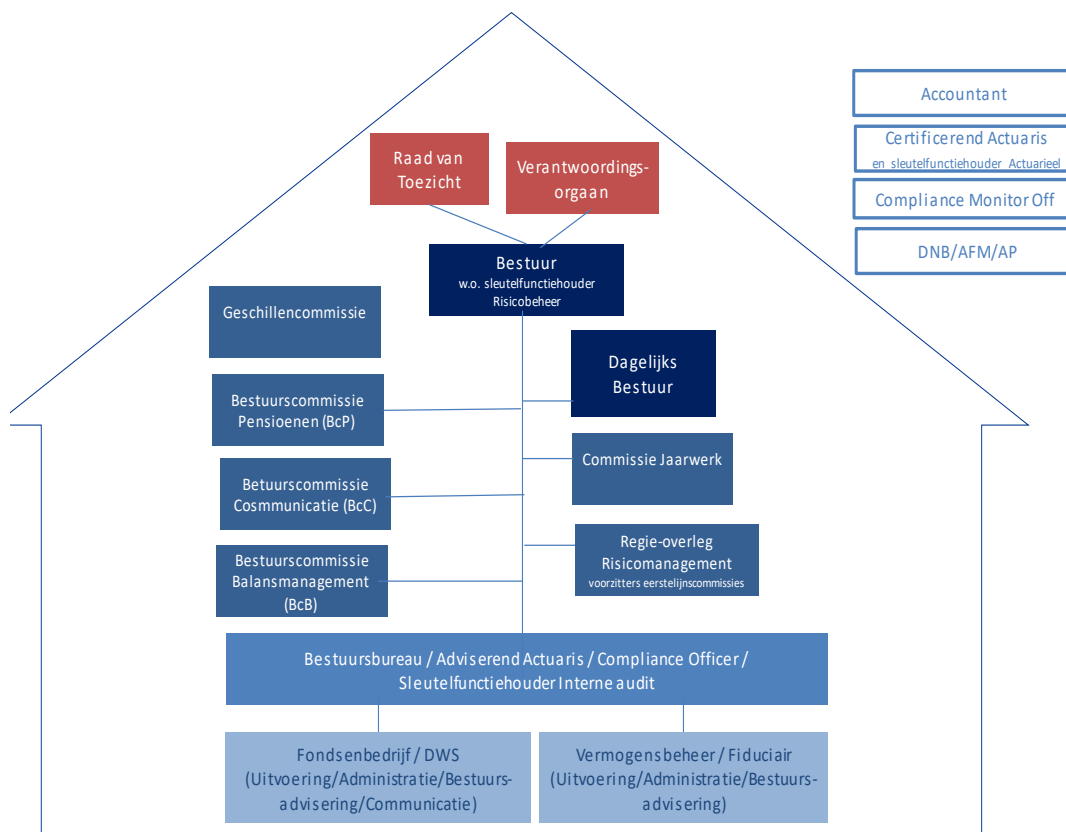 Accountant
Certificerend Actuaris
en sleutelfunctiehouder Actuarieel
Compliance Monitor Off
DNB/AFM/AP
Raad van
Toezicht
Verantwoordings-
orgaan
Bestuur
w.o. sleutelfunctiehouder
Risicobeheer
Geschillencommissie
Dagelijks
Bestuur
Bestuurscommissie
Pensioenen (BcP)
Commissie Jaarwerk
Betuurscommissie
Cosmmunicatie (BcC)
Regie-overleg
Risicomanagement
voorzitters eerstelijnscommissies
Bestuurscommissie
Balansmanagement
(BcB)
Bestuursbureau / Adviserend Actuaris / Compliance Officer /
Sleutelfunctiehouder Interne audit
Fondsenbedrijf / DWS
(Uitvoering/Administratie/Bestuurs-
advisering/Communicatie)
Vermogensbeheer / Fiduciair
(Uitvoering/Administratie/Bestuurs-
advisering)